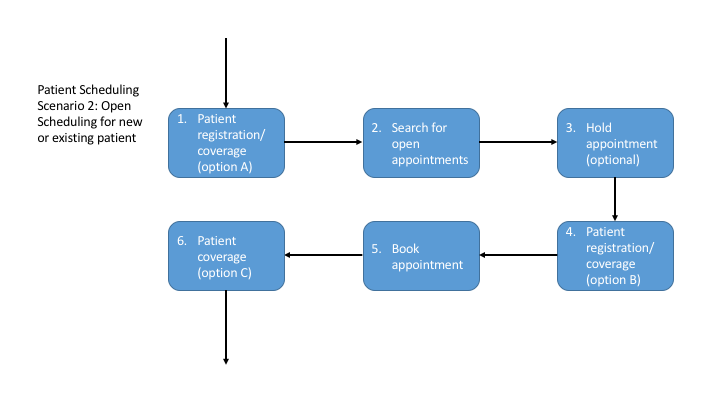 Patient Scheduling
Scenario 2: Open
Scheduling for new
or existing patient
1. Patient
registration/
coverage
(option A)
2. Search for
open
appointments
3. Hold
appointment
(optional)
4. Patient
registration/
coverage
(option B)
5. Book
appointment
6. Patient
coverage
(option C)